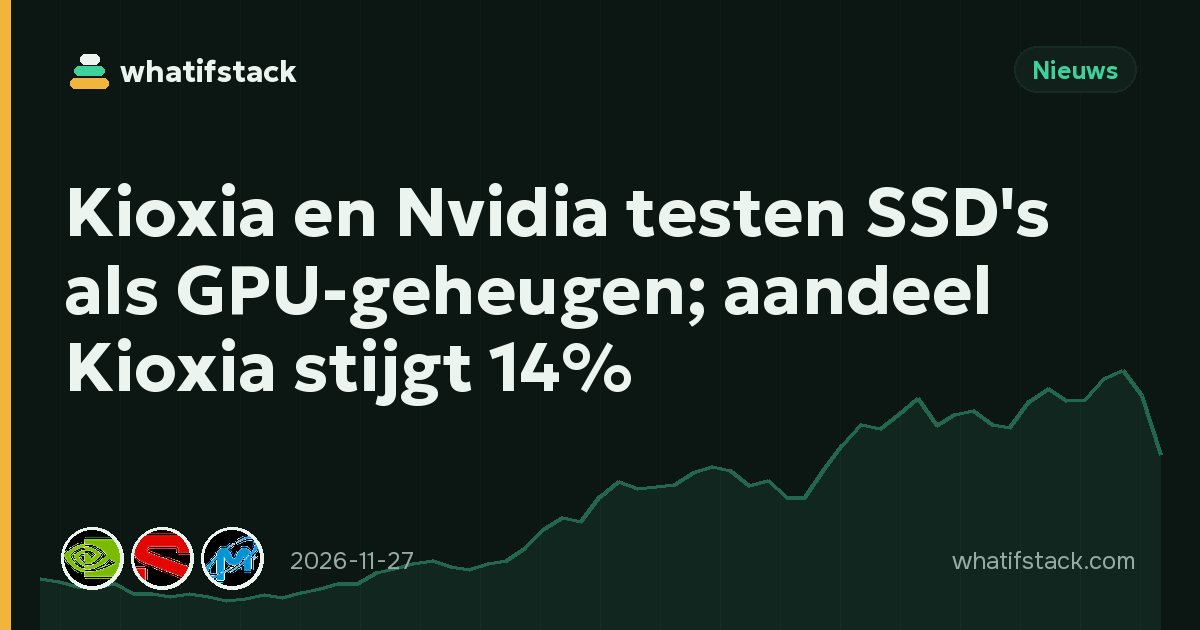 whatifstack
Nieuws
Kioxia en Nvidia testen SSD's
als GPU-geheugen; aandeel
Kioxia stijgt 14%
2026-11-27
whatifstack.com